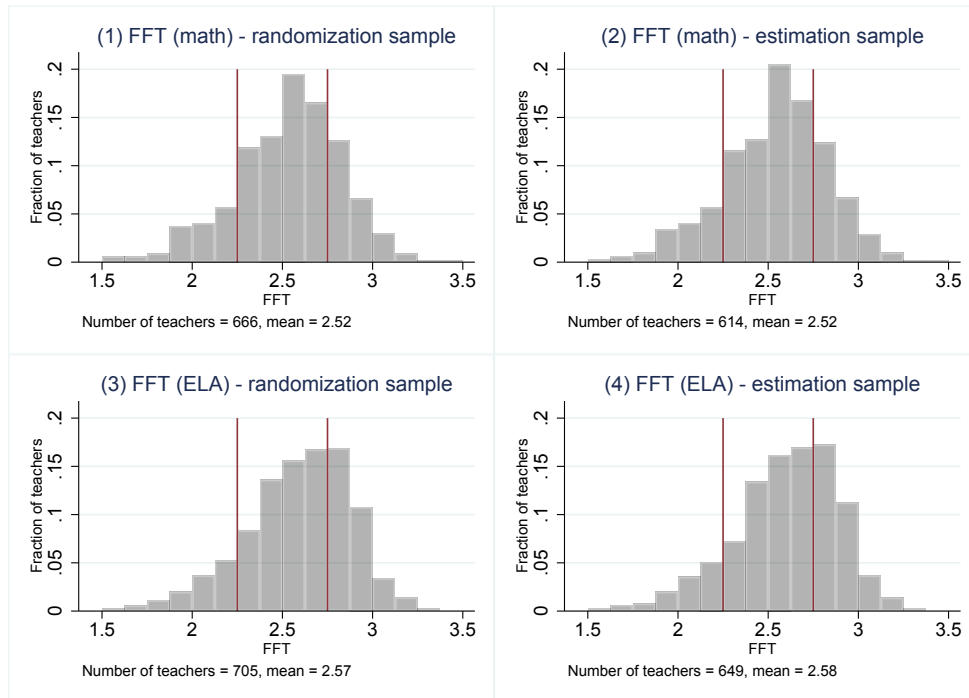 (1) FFT (math) - randomization sample
Fraction of teachers
.2
.15
.1
.05
0
1.5 2 2.5 3 3.5
FFT
Number of teachers = 666, mean = 2.52
(2) FFT (math) - estimation sample
Fraction of teachers
.2
.15
.1
.05
0
1.5 2 2.5 3 3.5
FFT
Number of teachers = 614, mean = 2.52
(3) FFT (ELA) - randomization sample
Fraction of teachers
.2
.15
.1
.05
0
1.5 2 2.5 3 3.5
FFT
Number of teachers = 705, mean = 2.57
(4) FFT (ELA) - estimation sample
Fraction of teachers
.2
.15
.1
.05
0
1.5 2 2.5 3 3.5
FFT
Number of teachers = 649, mean = 2.58